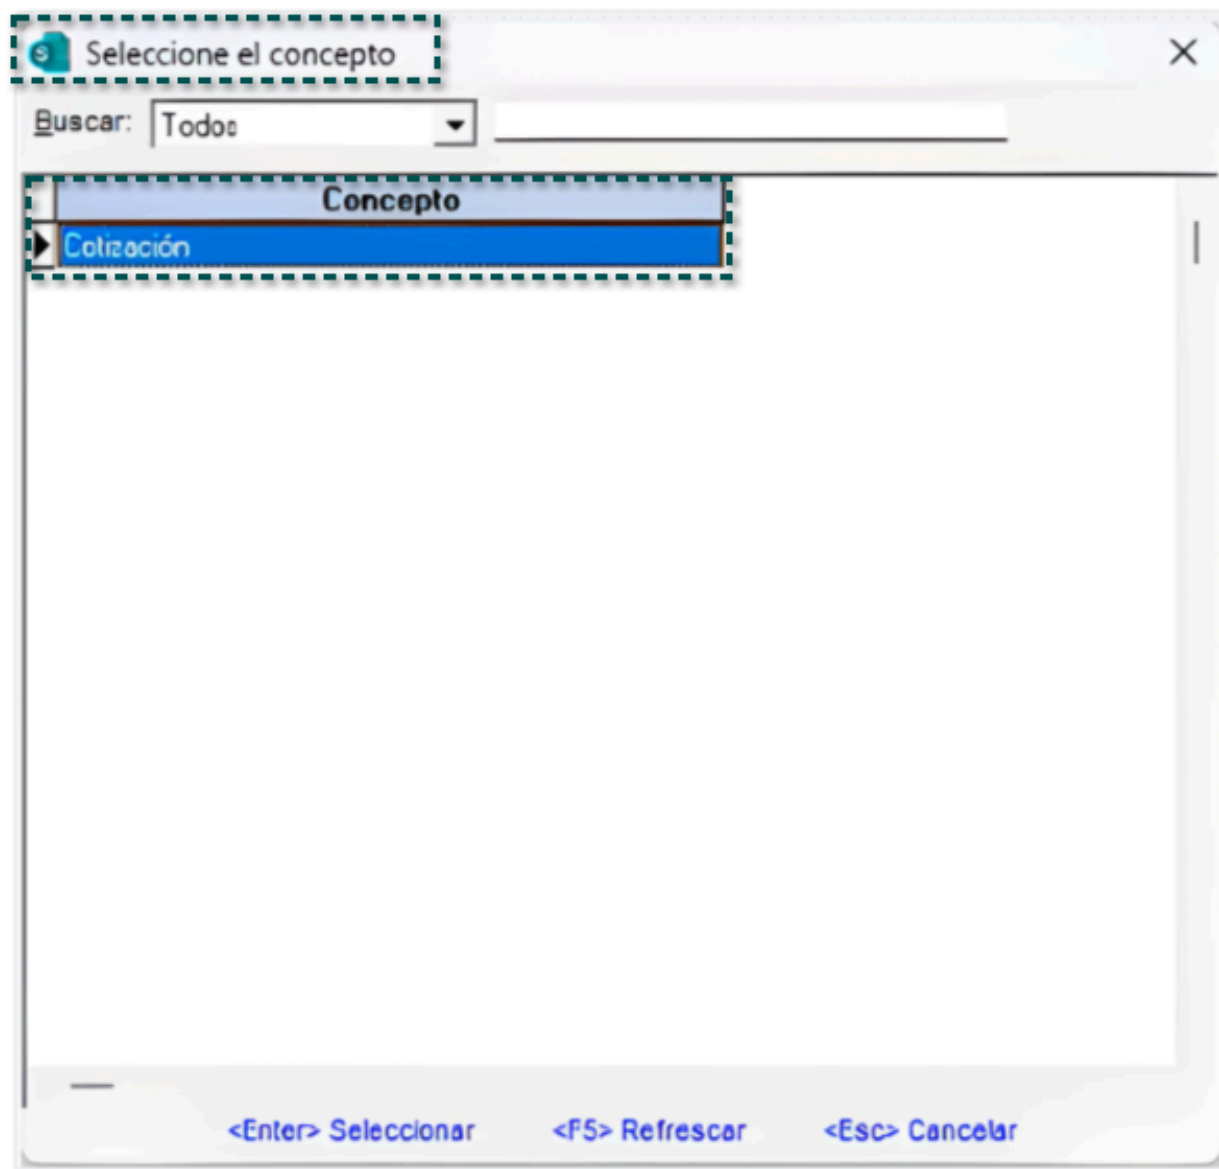 Seleccione el concepto
Buscar: Todos
Concepto
Cotización
<Enter> Seleccionar <F5> Refrescar <Esc> Cancelar